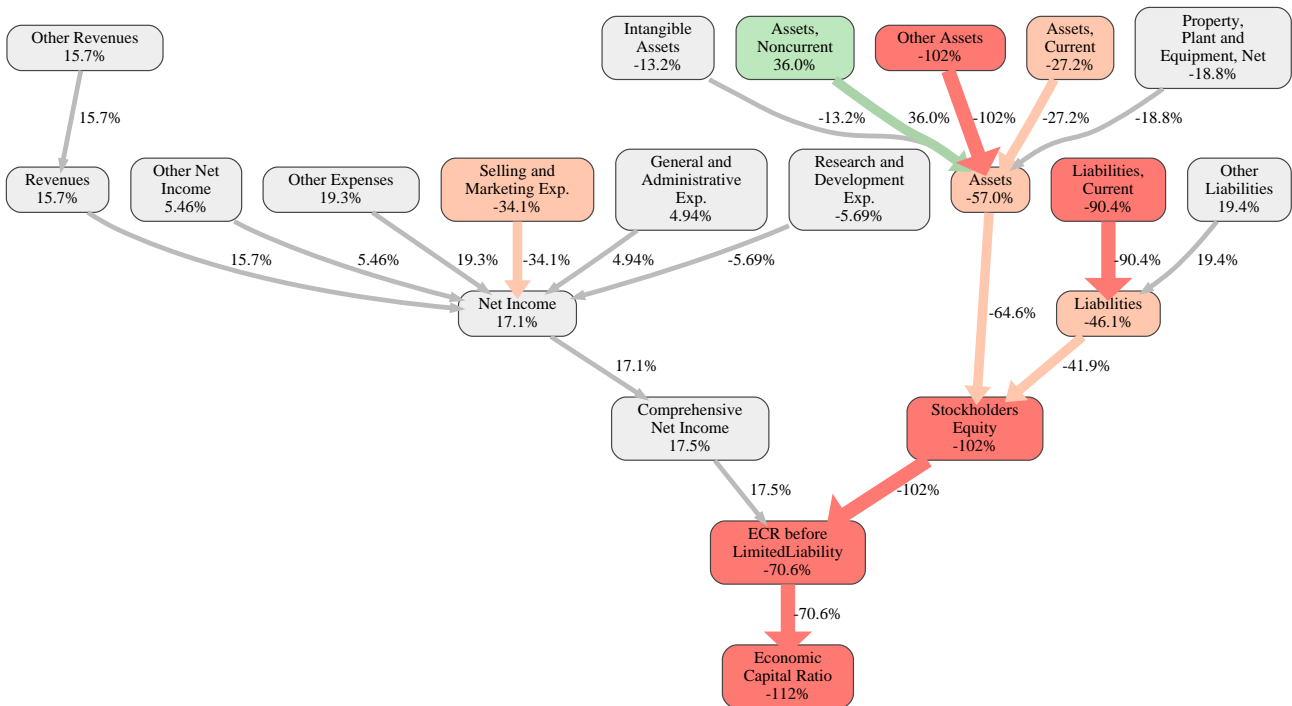 Other Revenues
15.7%
Intangible
Assets
-13.2%
Assets,
Noncurrent
36.0%
Other Assets
-102%
Assets,
Current
-27.2%
Property,
Plant and
Equipment, Net
-18.8%
15.7%
-13.2%
36.0%
-102%
-27.2%
-18.8%
Revenues
15.7%
Other Net
Income
5.46%
Other Expenses
19.3%
Selling and
Marketing Exp.
-34.1%
General and
Administrative
Exp.
4.94%
Research and
Development
Exp.
-5.69%
Assets
-57.0%
Liabilities,
Current
-90.4%
Other
Liabilities
19.4%
15.7%
5.46%
19.3%
-34.1%
4.94%
-5.69%
-90.4%
19.4%
Net Income
17.1%
-64.6%
Liabilities
-46.1%
17.1%
-41.9%
Comprehensive
Net Income
17.5%
Stockholders
Equity
-102%
17.5%
-102%
ECR before
LimitedLiability
-70.6%
-70.6%
Economic
Capital Ratio
-112%